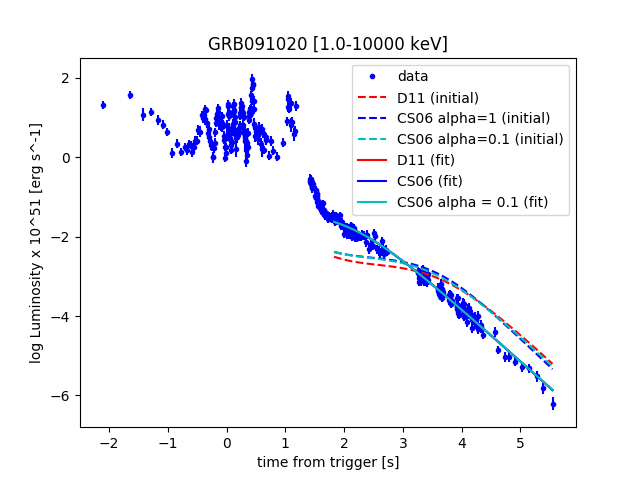 GRB091020 [1.0-10000 keV]
data
D11 (initial)
CS06 alpha=1 (initial)
CS06 alpha=0.1 (initial)
D11 (fit)
CS06 (fit)
CS06 alpha = 0.1 (fit)
log Luminosity x 10^51 [erg s^-1]
2
0
−2
−4
−6
−2
−1
0
1
2
3
4
5
time from trigger [s]